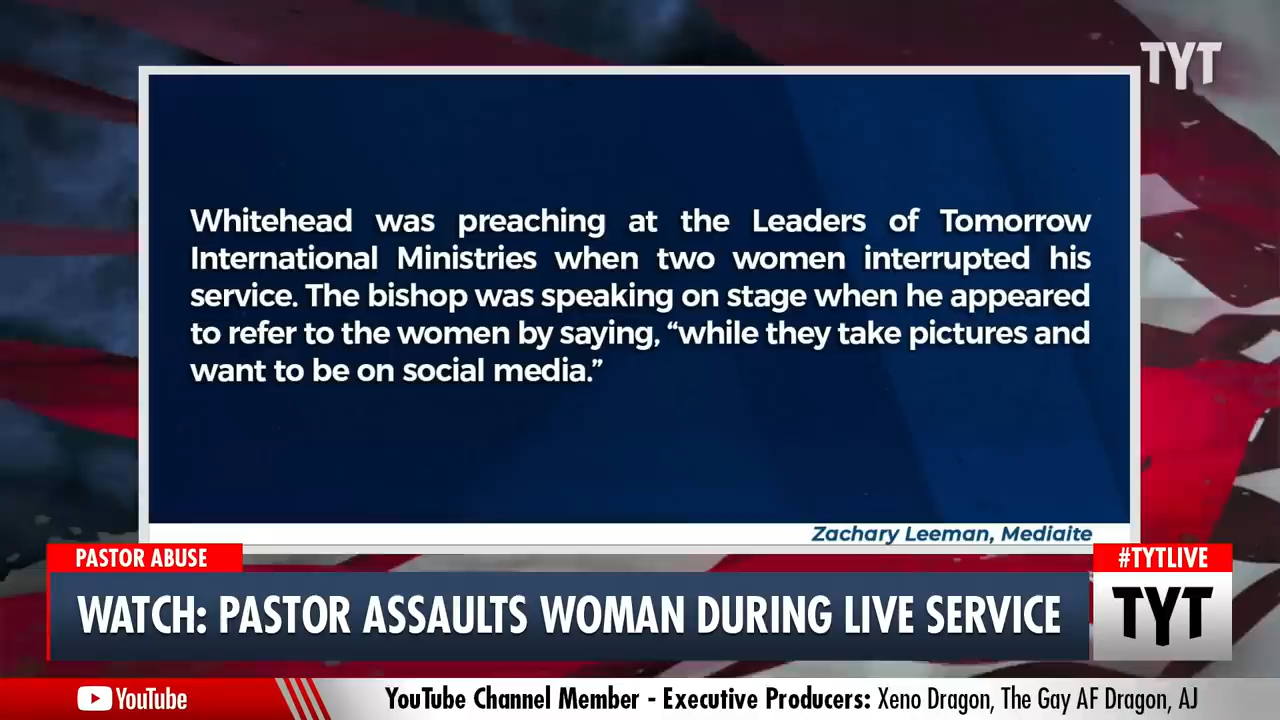 TYT
Whitehead was preaching at the Leaders of Tomorrow
International Ministries when two women interrupted his
service. The bishop was speaking on stage when he appeared
to refer to the women by saying, “while they take pictures and
want to be on social media.”
Zachary Leeman, Mediaite
PASTOR ABUSE
#TYTLIVE
WATCH: PASTOR ASSAULTS WOMAN DURING LIVE SERVICE
TYT
YouTube
YouTube Channel Member - Executive Producers: Xeno Dragon, The Gay AF Dragon, AJ